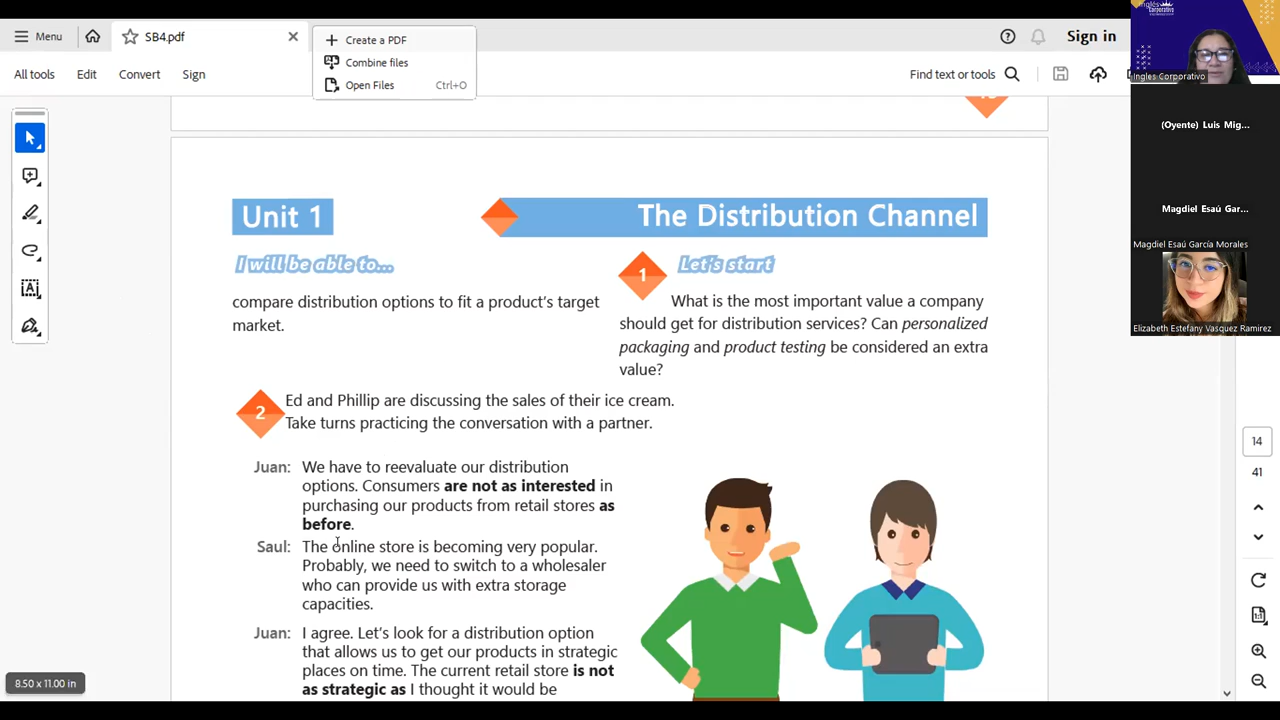 Menu
SB4.pdf
Create a PDF
Combine files
Open Files Ctrl+O
Sign in
All tools Edit Convert Sign
Find text or tools
Inglés
Corporativo
Ingles Corporativo
(Oyente) Luis Mig...
Magdiel Esaú Gar...
Magdiel Esaú García Morales
Elizabeth Estefany Vasquez Ramirez
Unit 1
The Distribution Channel
I will be able to...
compare distribution options to fit a product's target
market.
1
Let's start
What is the most important value a company
should get for distribution services? Can personalized
packaging and product testing be considered an extra
value?
2
Ed and Phillip are discussing the sales of their ice cream.
Take turns practicing the conversation with a partner.
Juan: We have to reevaluate our distribution
options. Consumers are not as interested in
purchasing our products from retail stores as
before.
Saul: The online store is becoming very popular.
Probably, we need to switch to a wholesaler
who can provide us with extra storage
capacities.
Juan: I agree. Let's look for a distribution option
that allows us to get our products in strategic
places on time. The current retail store is not
as strategic as I thought it would be
14
41
8.50 x 11.00 in